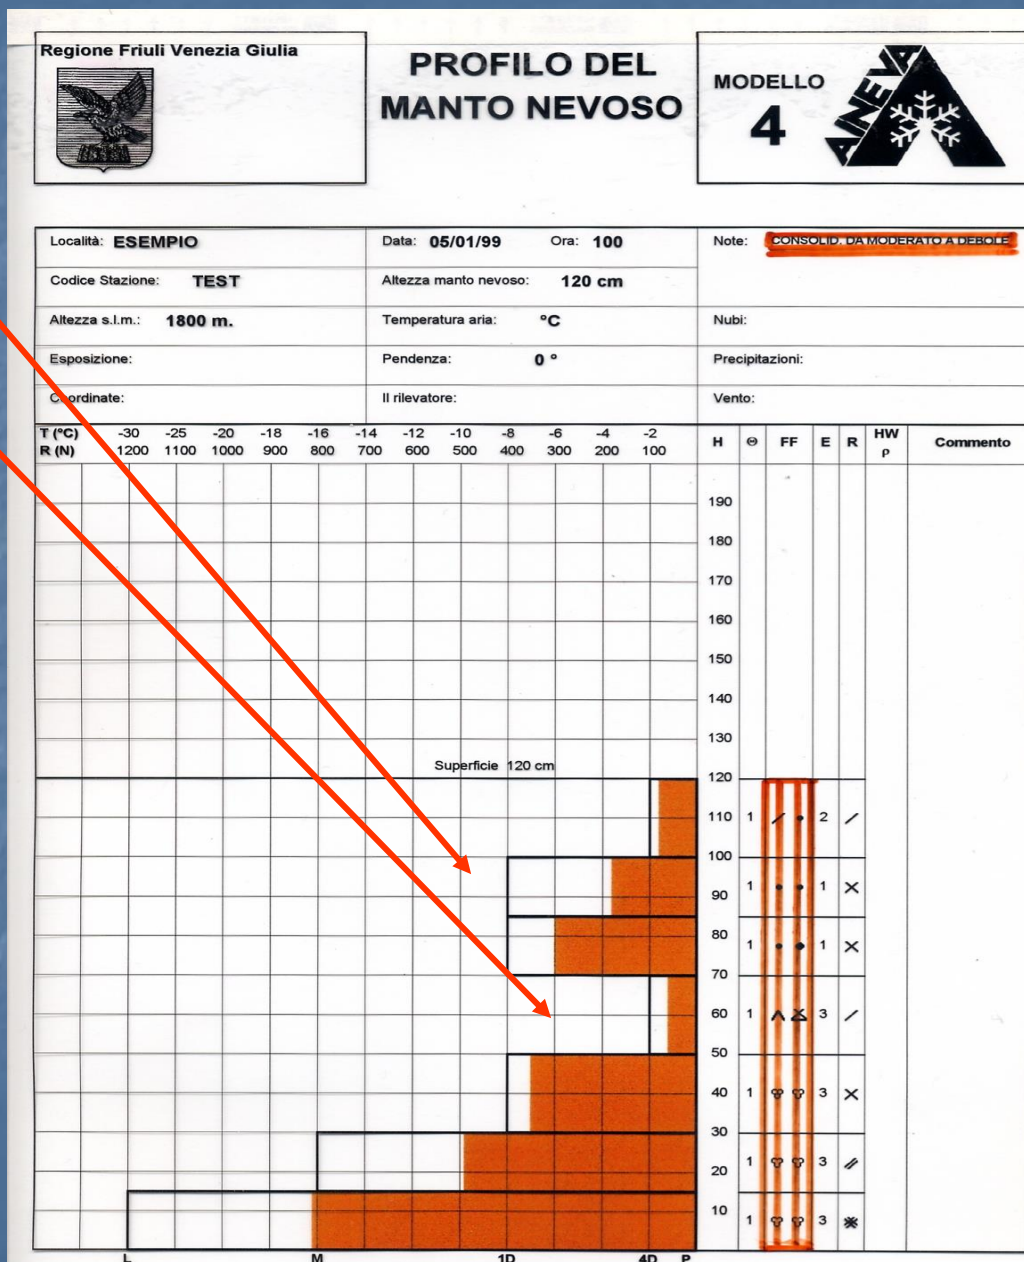 Regione Friuli Venezia Giulia
PROFILO DEL
MANTO NEVOSO
MODELLO
4
AINEVA
Località: ESEMPIO
Data: 05/01/99 Ora: 100
Note: CONSOLID. DA MODERATO A DEBOLE
Codice Stazione: TEST
Altezza manto nevoso: 120 cm
Altezza s.l.m.: 1800 m.
Temperatura aria: °C
Nubi:
Esposizione:
Pendenza: 0 °
Precipitazioni:
Coordinate:
Il rilevatore:
Vento:
T (°C) -30 -25 -20 -18 -16 -14 -12 -10 -8 -6 -4 -2
R (N) 1200 1100 1000 900 800 700 600 500 400 300 200 100
H Θ FF E R HW ρ Commento
190
180
170
160
150
140
130
Superficie 120 cm
120
110 1 2
100
90 1 1
80
1 1
70
60 1 3
50
40 1 3
30
20 1 3
10 1 3
L M 1D 4D P